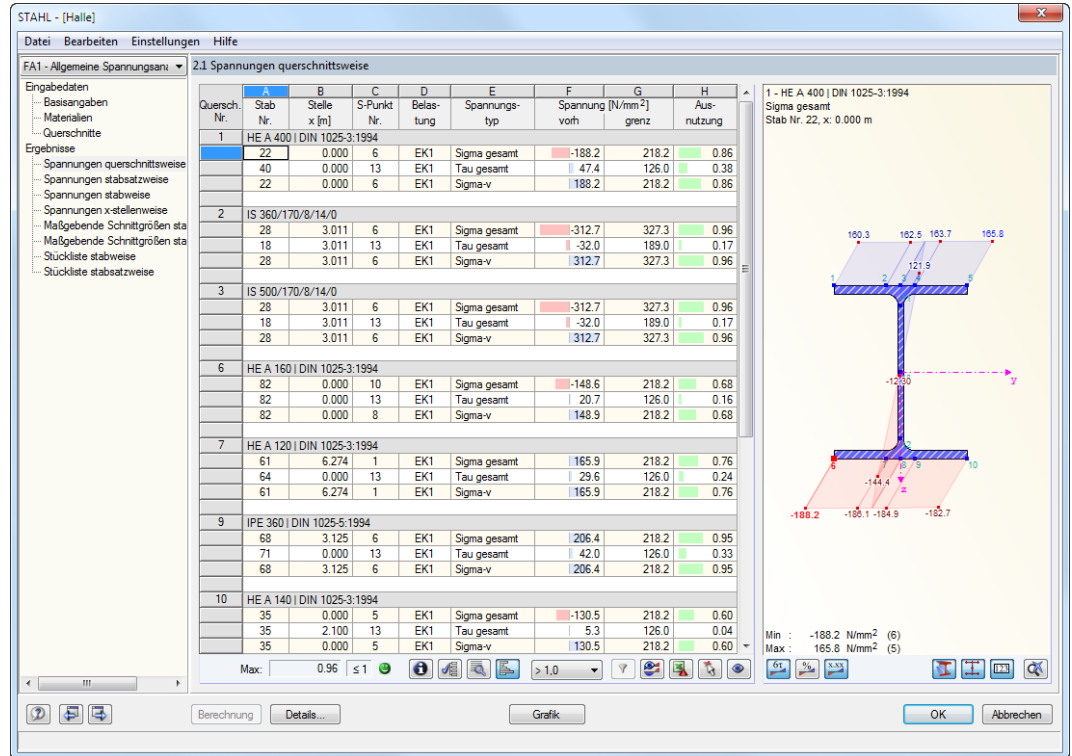 STAHL - [Halle]
Datei Bearbeiten Einstellungen Hilfe
FA1 - Allgemeine Spannungsana
2.1 Spannungen querschnittsweise
Eingabedaten
Basisangaben
Materialien
Querschnitte
Ergebnisse
Spannungen querschnittsweise
Spannungen stabsatzweise
Spannungen stabweise
Spannungen x-stellenweise
Maßgebende Schnittgrößen sta
Maßgebende Schnittgrößen sta
Stückliste stabweise
Stückliste stabsatzweise
A B C D E F G H
Quersch. Stab Stelle S-Punkt Belas- Spannungs- Spannung [N/mm2] Aus-
Nr. Nr. x [m] Nr. tung typ vorh grenz nutzung
1 HE A 400 | DIN 1025-3:1994
22 0.000 6 EK1 Sigma gesamt -188.2 218.2 0.86
40 0.000 13 EK1 Tau gesamt 47.4 126.0 0.38
22 0.000 6 EK1 Sigma-v 188.2 218.2 0.86
2 IS 360/170/8/14/0
28 3.011 6 EK1 Sigma gesamt -312.7 327.3 0.96
18 3.011 13 EK1 Tau gesamt -32.0 189.0 0.17
28 3.011 6 EK1 Sigma-v 312.7 327.3 0.96
3 IS 500/170/8/14/0
28 3.011 6 EK1 Sigma gesamt -312.7 327.3 0.96
18 3.011 13 EK1 Tau gesamt -32.0 189.0 0.17
28 3.011 6 EK1 Sigma-v 312.7 327.3 0.96
6 HE A 160 | DIN 1025-3:1994
82 0.000 10 EK1 Sigma gesamt -148.6 218.2 0.68
82 0.000 13 EK1 Tau gesamt 20.7 126.0 0.16
82 0.000 8 EK1 Sigma-v 148.9 218.2 0.68
7 HE A 120 | DIN 1025-3:1994
61 6.274 1 EK1 Sigma gesamt 165.9 218.2 0.76
64 0.000 13 EK1 Tau gesamt 29.6 126.0 0.24
61 6.274 1 EK1 Sigma-v 165.9 218.2 0.76
9 IPE 360 | DIN 1025-5:1994
68 3.125 6 EK1 Sigma gesamt 206.4 218.2 0.95
71 0.000 13 EK1 Tau gesamt 42.0 126.0 0.33
68 3.125 6 EK1 Sigma-v 206.4 218.2 0.95
10 HE A 140 | DIN 1025-3:1994
35 0.000 5 EK1 Sigma gesamt -130.5 218.2 0.60
35 2.100 13 EK1 Tau gesamt 5.3 126.0 0.04
35 0.000 5 EK1 Sigma-v 130.5 218.2 0.60
Max: 0.96 ≤ 1
> 1,0
1 - HE A 400 | DIN 1025-3:1994
Sigma gesamt
Stab Nr. 22, x: 0.000 m
160.3 162.5 163.7 165.8
121.9
1 2 3 4 5
y
6 7 8 9 10
-144.4
z
-188.2 -186.1 -184.9 -182.7
Min : -188.2 N/mm2 (6)
Max : 165.8 N/mm2 (5)
στ % x.xx
Berechnung Details... Grafik OK Abbrechen